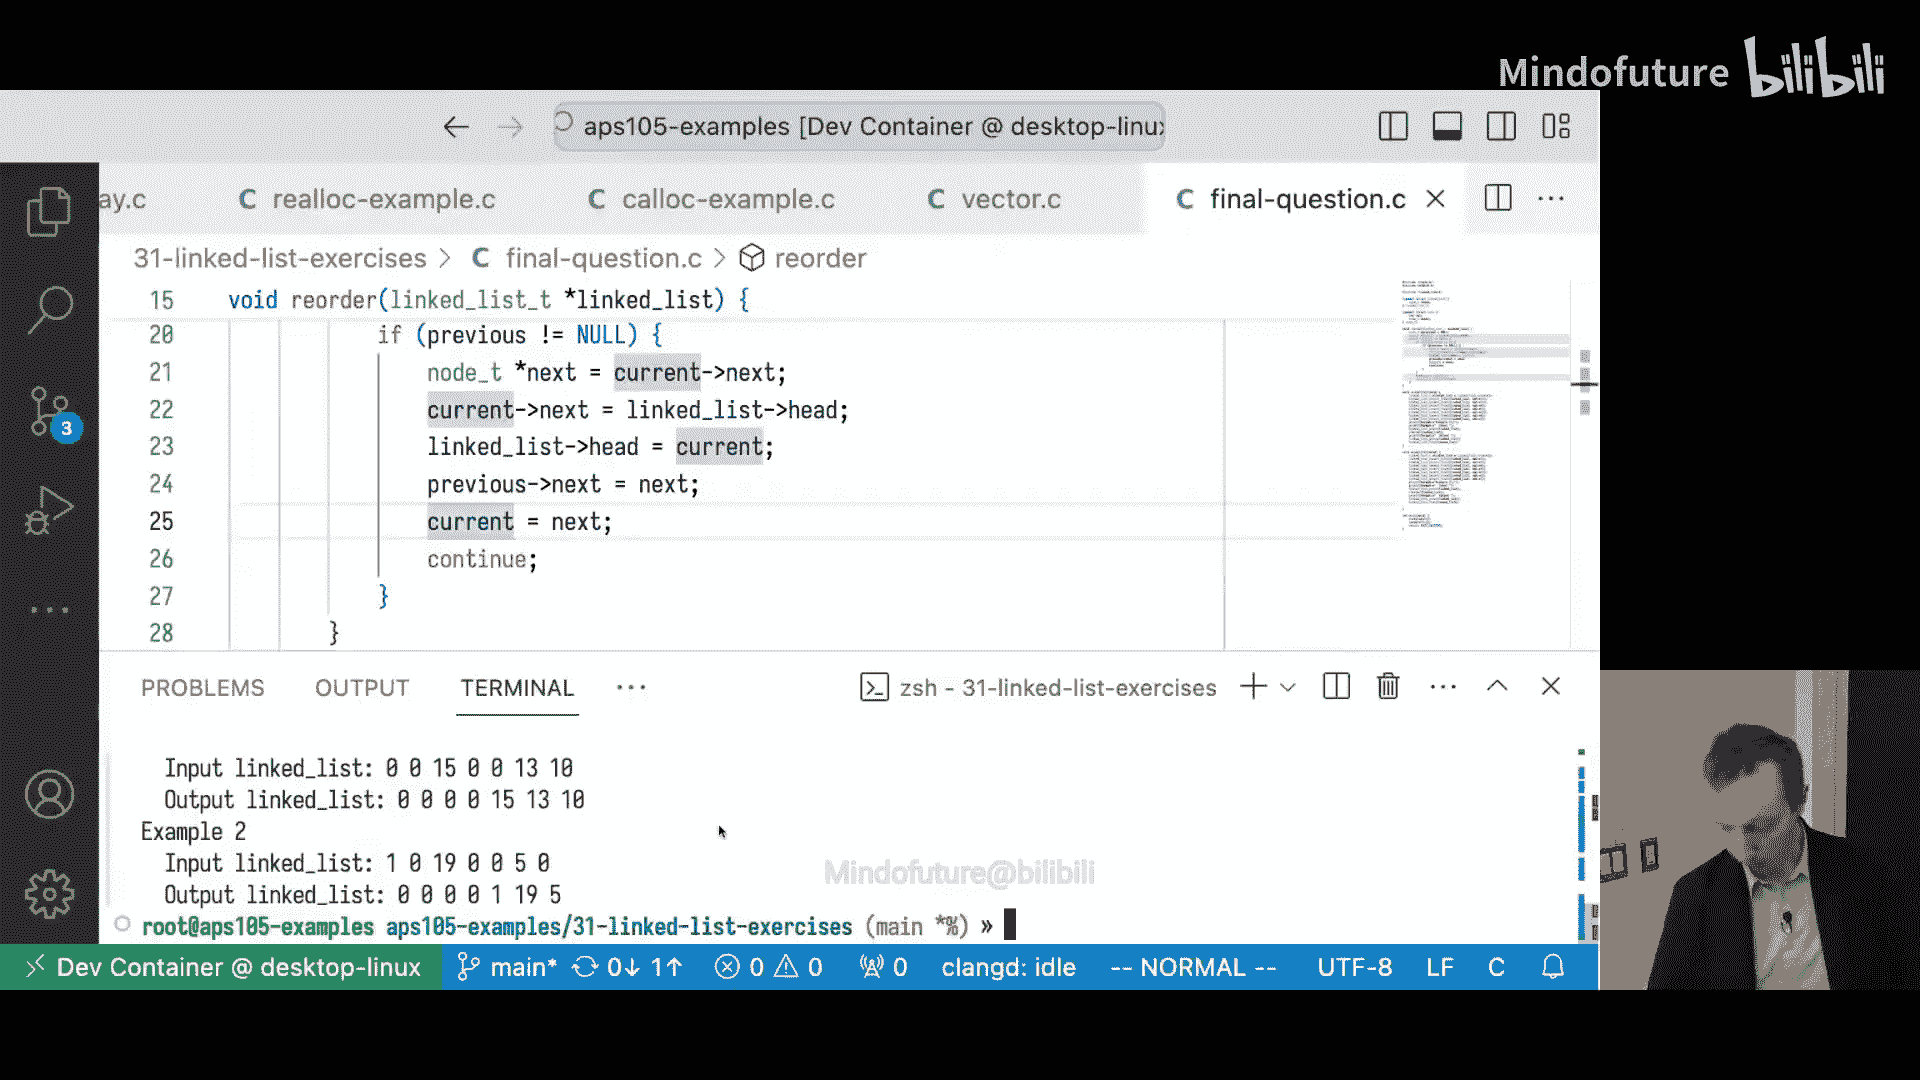 Mindofuture bilibili
aps105-examples [Dev Container @ desktop-linux
ay.c
C realloc-example.c
C calloc-example.c
C vector.c
C final-question.c
31-linked-list-exercises > C final-question.c > reorder
15 void reorder(linked_list_t *linked_list) {
20 if (previous != NULL) {
21 node_t *next = current->next;
22 current->next = linked_list->head;
23 linked_list->head = current;
24 previous->next = next;
25 current = next;
26 continue;
27 }
28 }
PROBLEMS OUTPUT TERMINAL ··· zsh - 31-linked-list-exercises
Input linked_list: 0 0 15 0 0 13 10
Output linked_list: 0 0 0 0 15 13 10
Example 2
Input linked_list: 1 0 19 0 0 5 0
Output linked_list: 0 0 0 0 1 19 5
Mindofuture@bilibili
root@aps105-examples aps105-examples/31-linked-list-exercises (main *%) »
3
Dev Container @ desktop-linux main* 0↓ 1↑ 0 0 0 clangd: idle -- NORMAL -- UTF-8 LF C